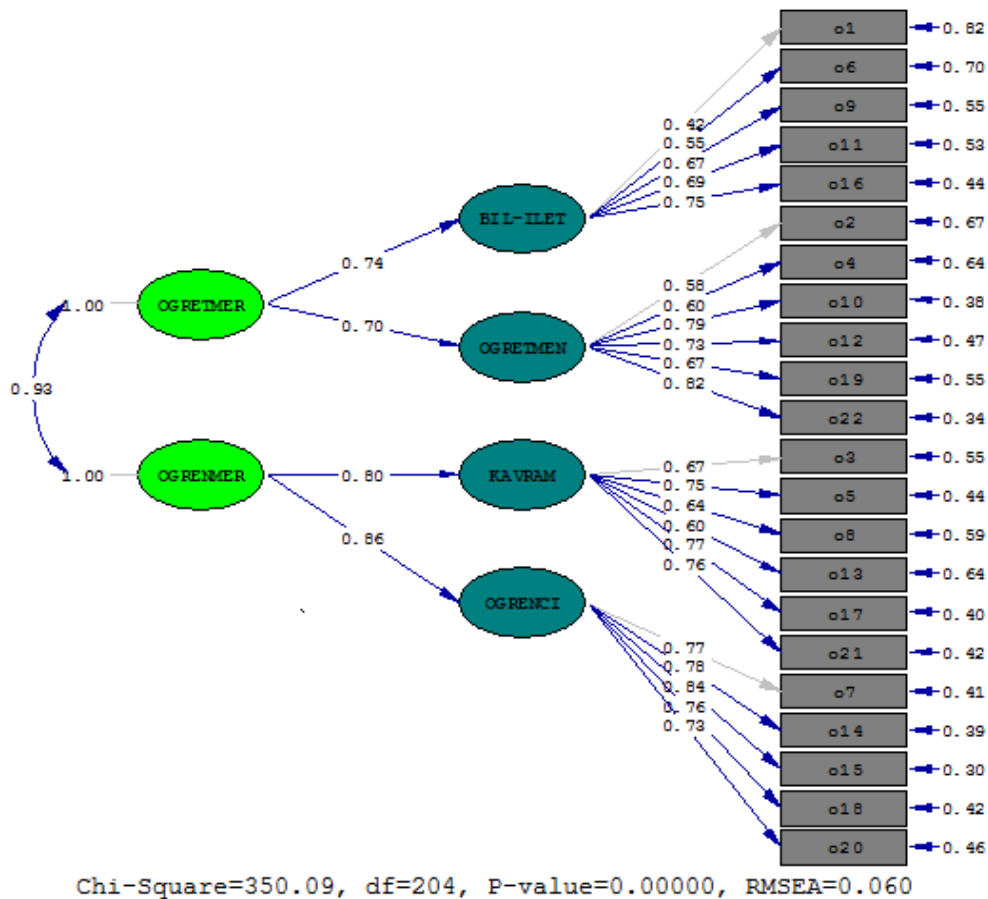 o1
0.82
o6
0.70
o9
0.55
o11
0.53
o16
0.44
o2
0.67
o4
0.64
o10
0.38
o12
0.47
o19
0.55
o22
0.34
o3
0.55
o5
0.44
o8
0.59
o13
0.64
o17
0.40
o21
0.42
o7
0.41
o14
0.39
o15
0.30
o18
0.42
o20
0.46
0.42
0.55
0.67
0.69
0.75
0.58
0.60
0.79
0.73
0.67
0.82
0.67
0.75
0.64
0.60
0.77
0.76
0.77
0.78
0.84
0.76
0.73
BIL-ILET
OGRETMEN
KAVRAM
OGRENCI
0.74
0.70
0.80
0.86
1.00
OGRETMER
0.93
1.00
OGRENMER
Chi-Square=350.09, df=204, P-value=0.00000, RMSEA=0.060